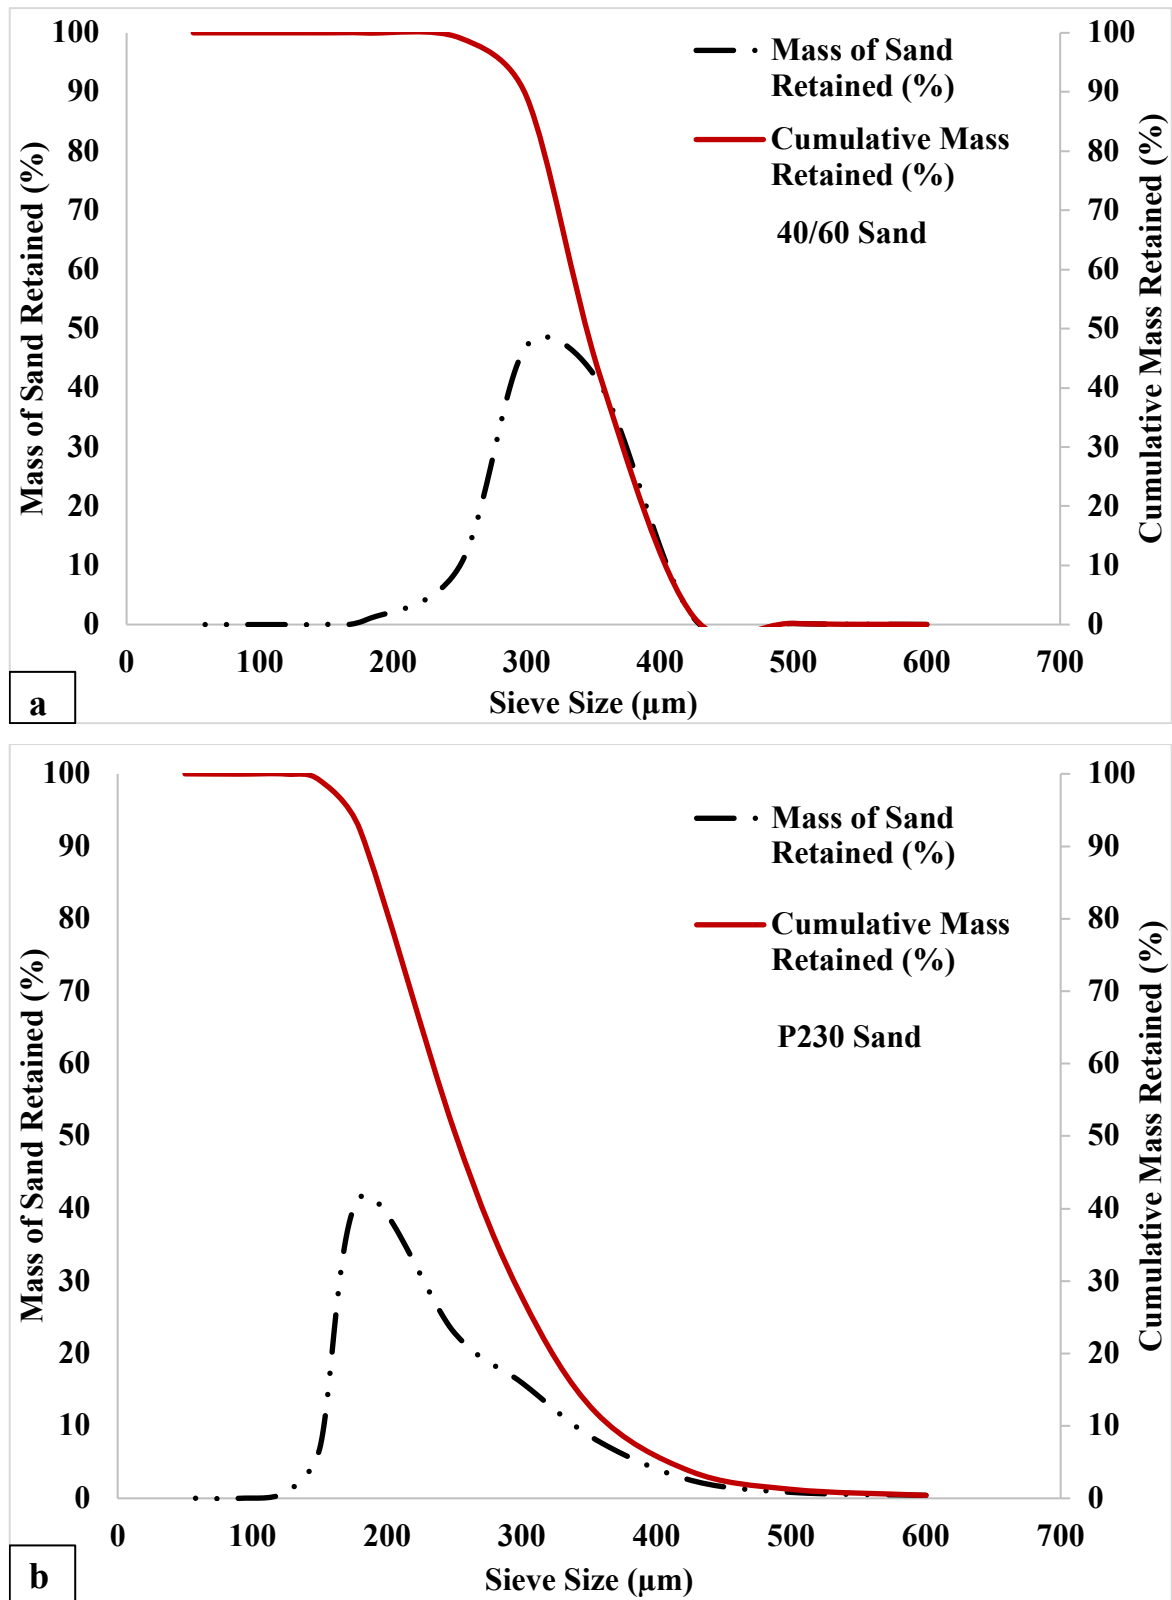 Mass of Sand Retained (%)
100
90
80
70
60
50
40
30
20
10
0
Mass of Sand
Retained (%)
Cumulative Mass
Retained (%)
40/60 Sand
100
90
80
70
60
50
40
30
20
10
0
Cumulative Mass Retained (%)
0 100 200 300 400 500 600 700
Sieve Size (µm)
a
Mass of Sand Retained (%)
100
90
80
70
60
50
40
30
20
10
0
Mass of Sand
Retained (%)
Cumulative Mass
Retained (%)
P230 Sand
100
90
80
70
60
50
40
30
20
10
0
Cumulative Mass Retained (%)
0 100 200 300 400 500 600 700
Sieve Size (µm)
b